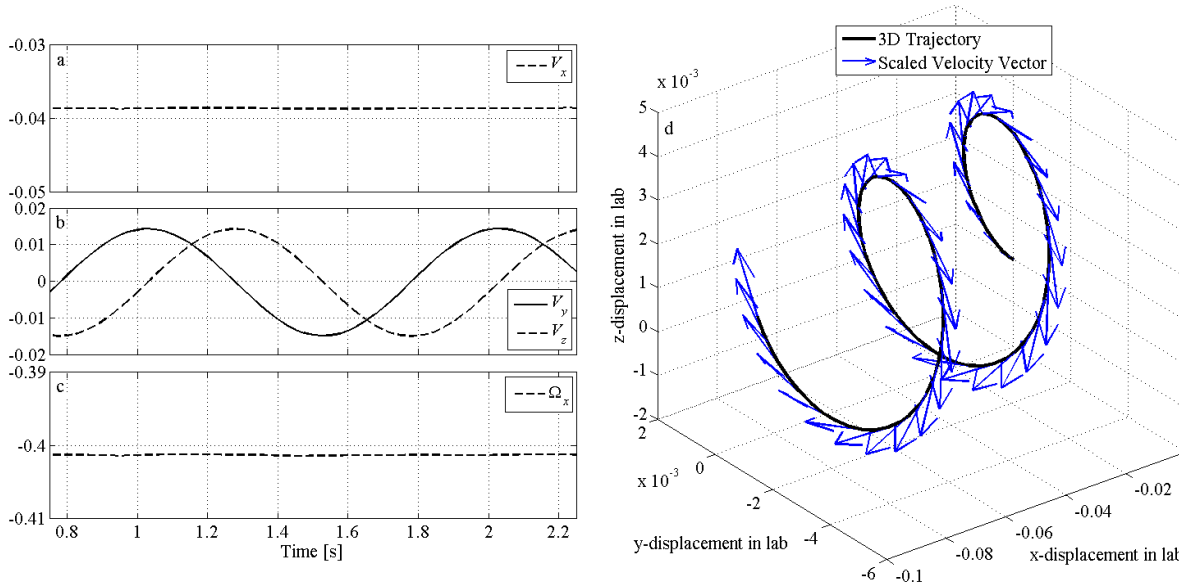 -0.03
a
V_x
-0.04
-0.05
0.02
b
0.01
0
-0.01
V_y
V_z
-0.02
-0.39
c
Ω_x
-0.4
-0.41
0.8 1 1.2 1.4 1.6 1.8 2 2.2
Time [s]
3D Trajectory
Scaled Velocity Vector
x 10⁻³
5
d
4
3
2
1
0
-1
-2
z-displacement in lab
2
0
-2
-4
-6
x 10⁻³
y-displacement in lab
-0.1
-0.08
-0.06
-0.04
-0.02
x-displacement in lab